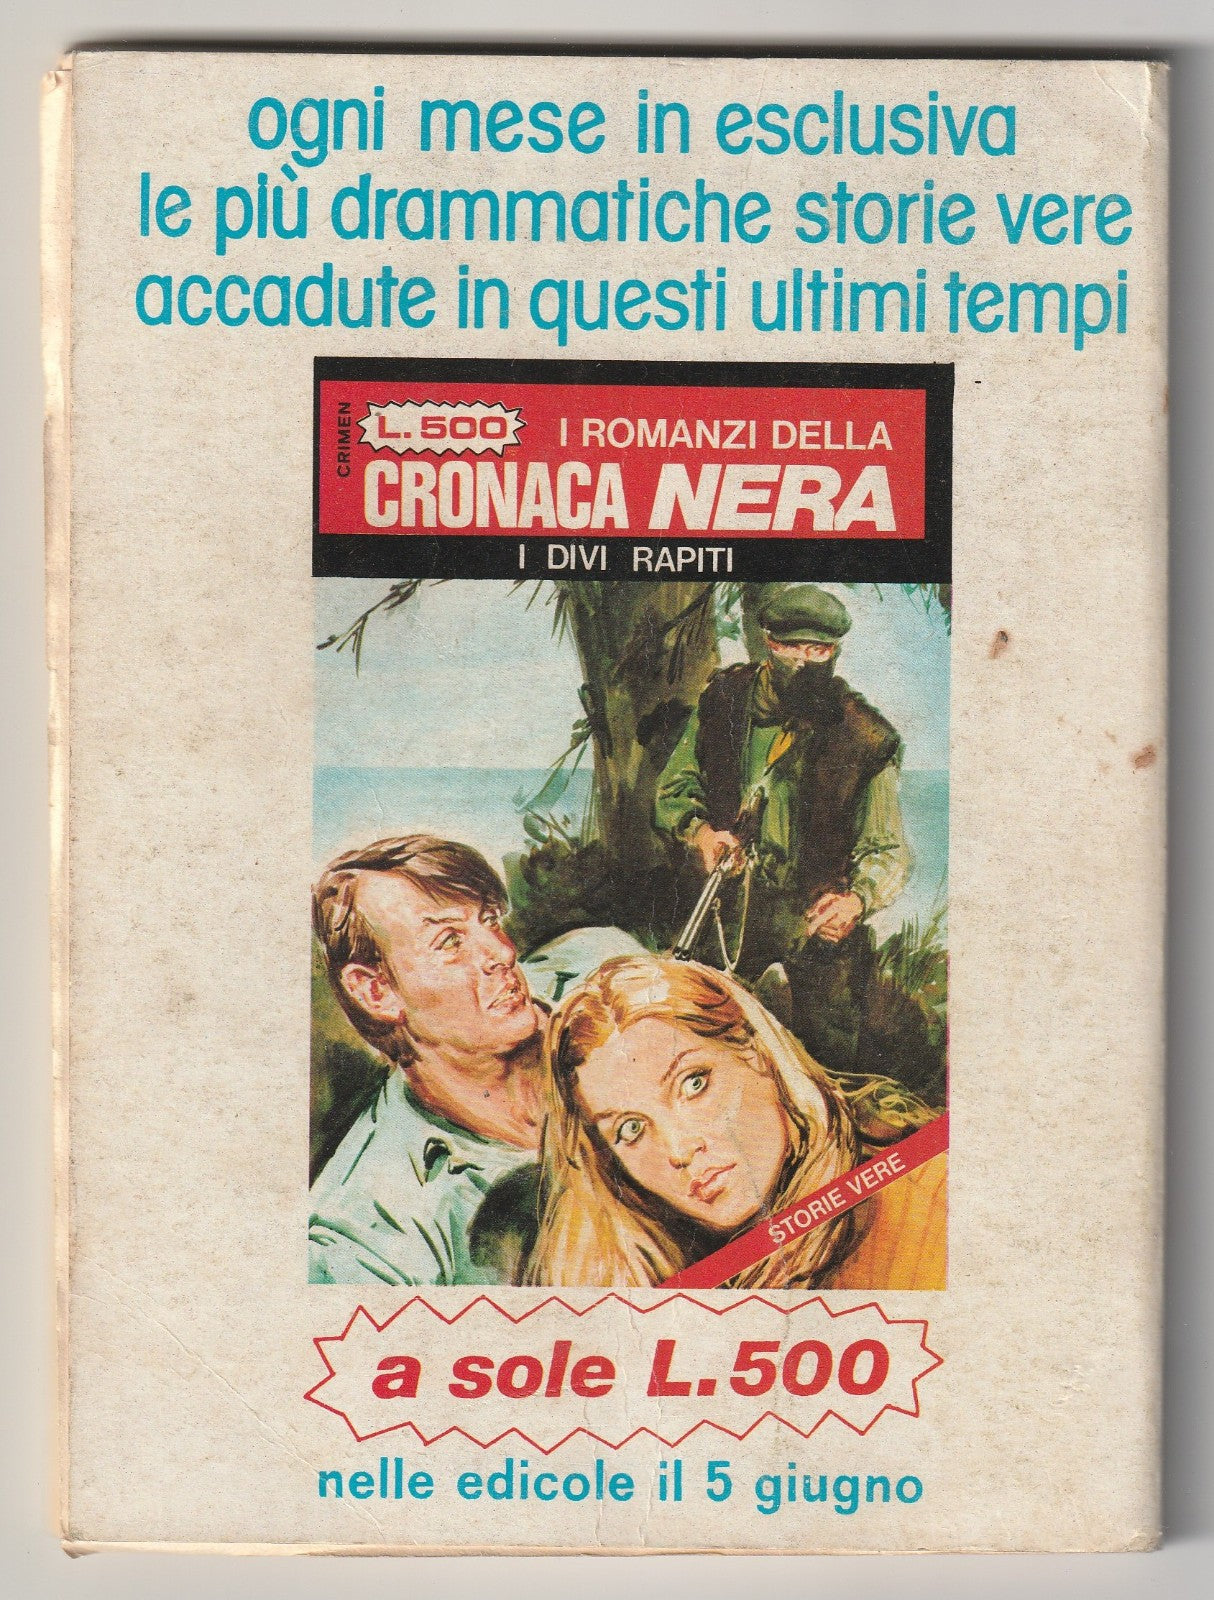 ogni mese in esclusiva
le più drammatiche storie vere
accadute in questi ultimi tempi
CRIMEN
L. 500
I ROMANZI DELLA
CRONACA NERA
I DIVI RAPITI
STORIE VERE
a sole L.500
nelle edicole il 5 giugno